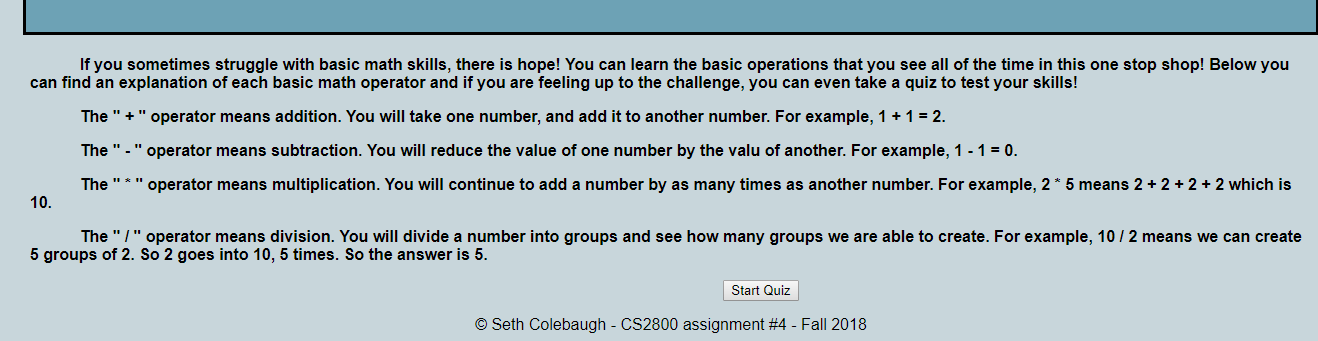 If you sometimes struggle with basic math skills, there is hope! You can learn the basic operations that you see all of the time in this one stop shop! Below you
can find an explanation of each basic math operator and if you are feeling up to the challenge, you can even take a quiz to test your skills!
The " + " operator means addition. You will take one number, and add it to another number. For example, 1 + 1 = 2.
The " - " operator means subtraction. You will reduce the value of one number by the valu of another. For example, 1 - 1 = 0.
The " * " operator means multiplication. You will continue to add a number by as many times as another number. For example, 2 * 5 means 2 + 2 + 2 + 2 which is
10.
The " / " operator means division. You will divide a number into groups and see how many groups we are able to create. For example, 10 / 2 means we can create
5 groups of 2. So 2 goes into 10, 5 times. So the answer is 5.
Start Quiz
© Seth Colebaugh - CS2800 assignment #4 - Fall 2018